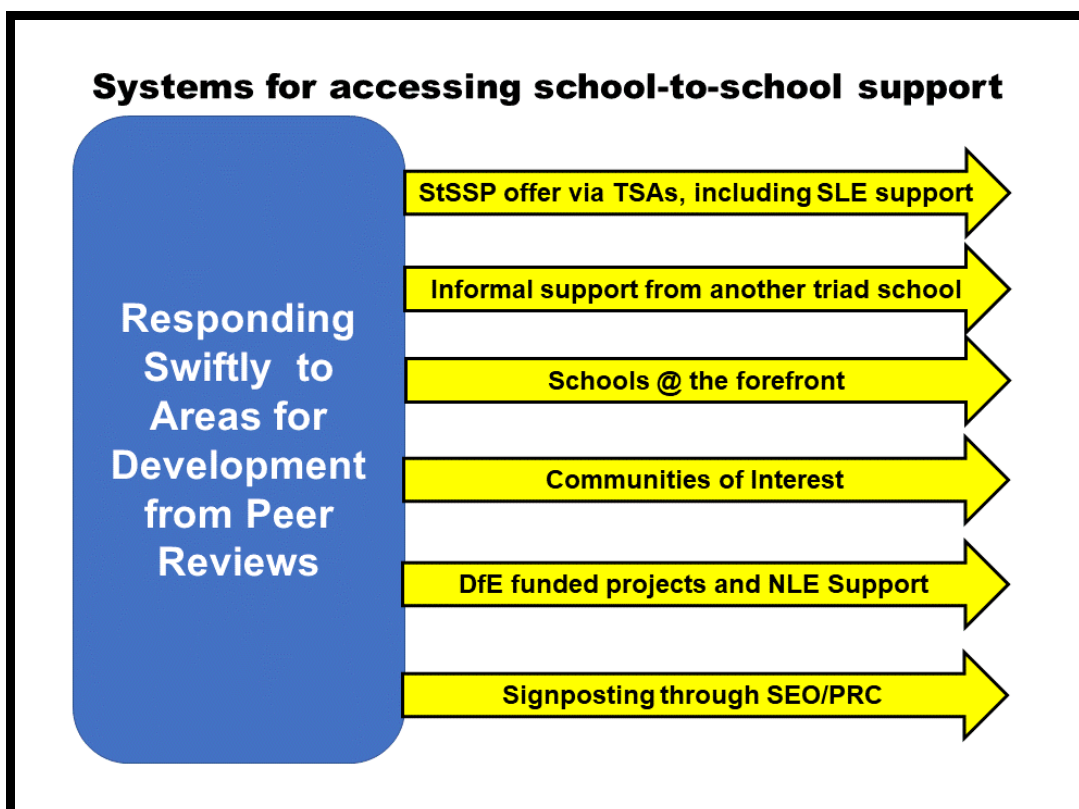 Systems for accessing school-to-school support
Responding
Swiftly to
Areas for
Development
from Peer
Reviews
StSSP offer via TSAs, including SLE support
Informal support from another triad school
Schools @ the forefront
Communities of Interest
DfE funded projects and NLE Support
Signposting through SEO/PRC